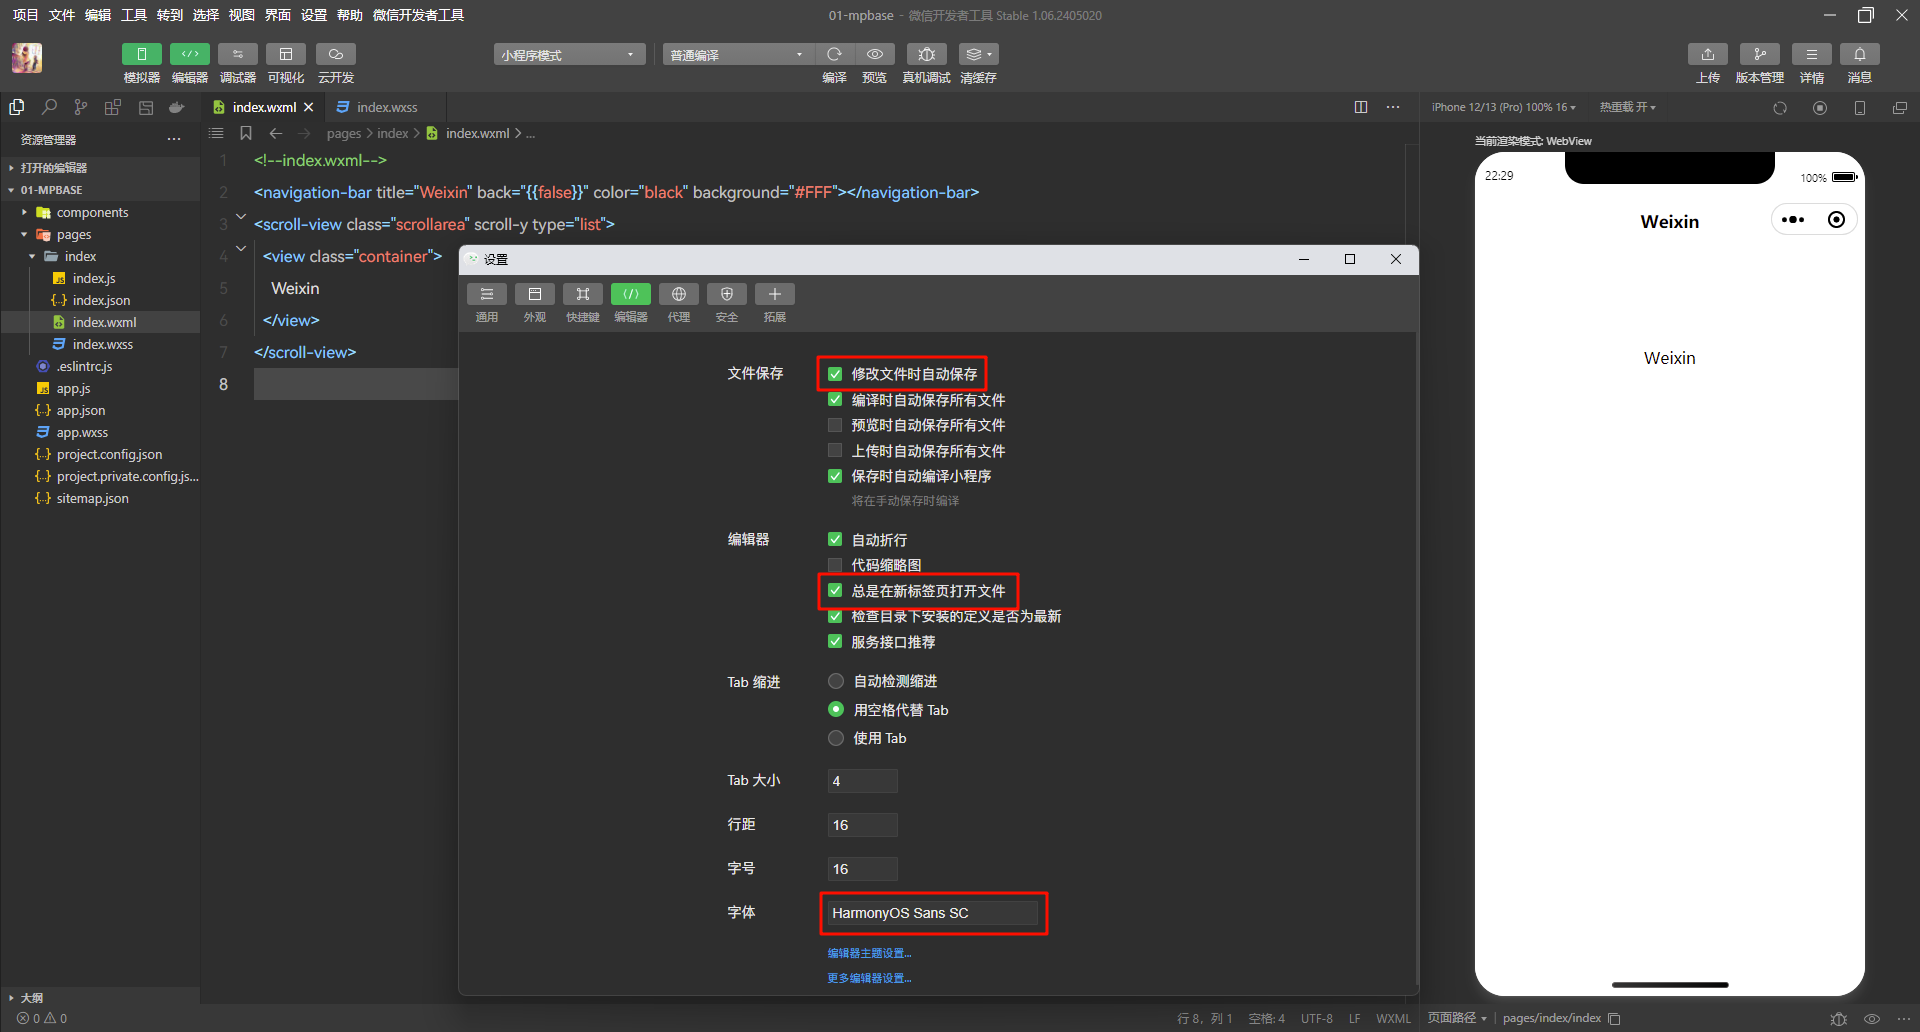 项目 文件 编辑 工具 转到 选择 视图 界面 设置 帮助 微信开发者工具
01-mpbase - 微信开发者工具 Stable 1.06.2405020
模拟器 编辑器 调试器 可视化 云开发
小程序模式
普通编译
编译 预览 真机调试 清缓存
上传 版本管理 详情 消息
index.wxml
index.wxss
资源管理器
打开的编辑器
01-MPBASE
components
pages
index
index.js
index.json
index.wxml
index.wxss
.eslintrc.js
app.js
app.json
app.wxss
project.config.json
project.private.config.js...
sitemap.json
大纲
0 0
pages > index > index.wxml > ...
1 <!--index.wxml-->
2 <navigation-bar title="Weixin" back="{{false}}" color="black" background="#FFF"></navigation-bar>
3 <scroll-view class="scrollarea" scroll-y type="list">
4 <view class="container">
5 Weixin
6 </view>
7 </scroll-view>
8
设置
通用 外观 快捷键 编辑器 代理 安全 拓展
文件保存
修改文件时自动保存
编译时自动保存所有文件
预览时自动保存所有文件
上传时自动保存所有文件
保存时自动编译小程序
将在手动保存时编译
编辑器
自动折行
代码缩略图
总是在新标签页打开文件
检查目录下安装的定义是否为最新
服务接口推荐
Tab 缩进
自动检测缩进
用空格代替 Tab
使用 Tab
Tab 大小
4
行距
16
字号
16
字体
HarmonyOS Sans SC
编辑器主题设置...
更多编辑器设置...
行 8，列 1 空格: 4 UTF-8 LF WXML
iPhone 12/13 (Pro) 100% 16
热重载 开
当前渲染模式: WebView
22:29
100%
Weixin
Weixin
页面路径 | pages/index/index